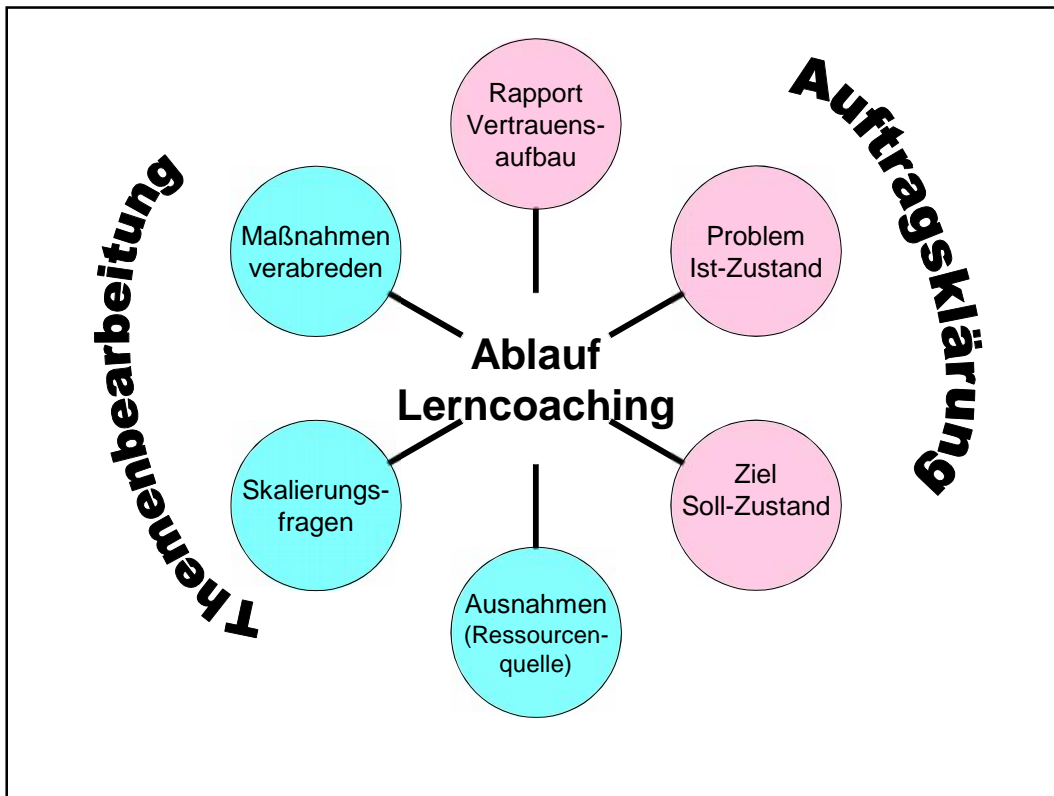 Ablauf
Lerncoaching
Auftragsklärung
Rapport
Vertrauens-
aufbau
Problem
Ist-Zustand
Ziel
Soll-Zustand
Themenbearbeitung
Ausnahmen
(Ressourcen-
quelle)
Skalierungs-
fragen
Maßnahmen
verabreden